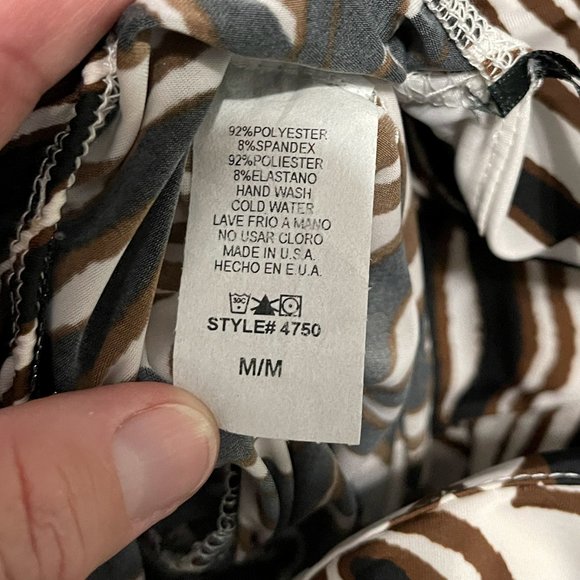 92%POLYESTER
8%SPANDEX
92%POLIESTER
8%ELASTANO
HAND WASH
COLD WATER
LAVE FRIO A MANO
NO USAR CLORO
MADE IN U.S.A.
HECHO EN E.U.A.
30C
STYLE# 4750
M/M